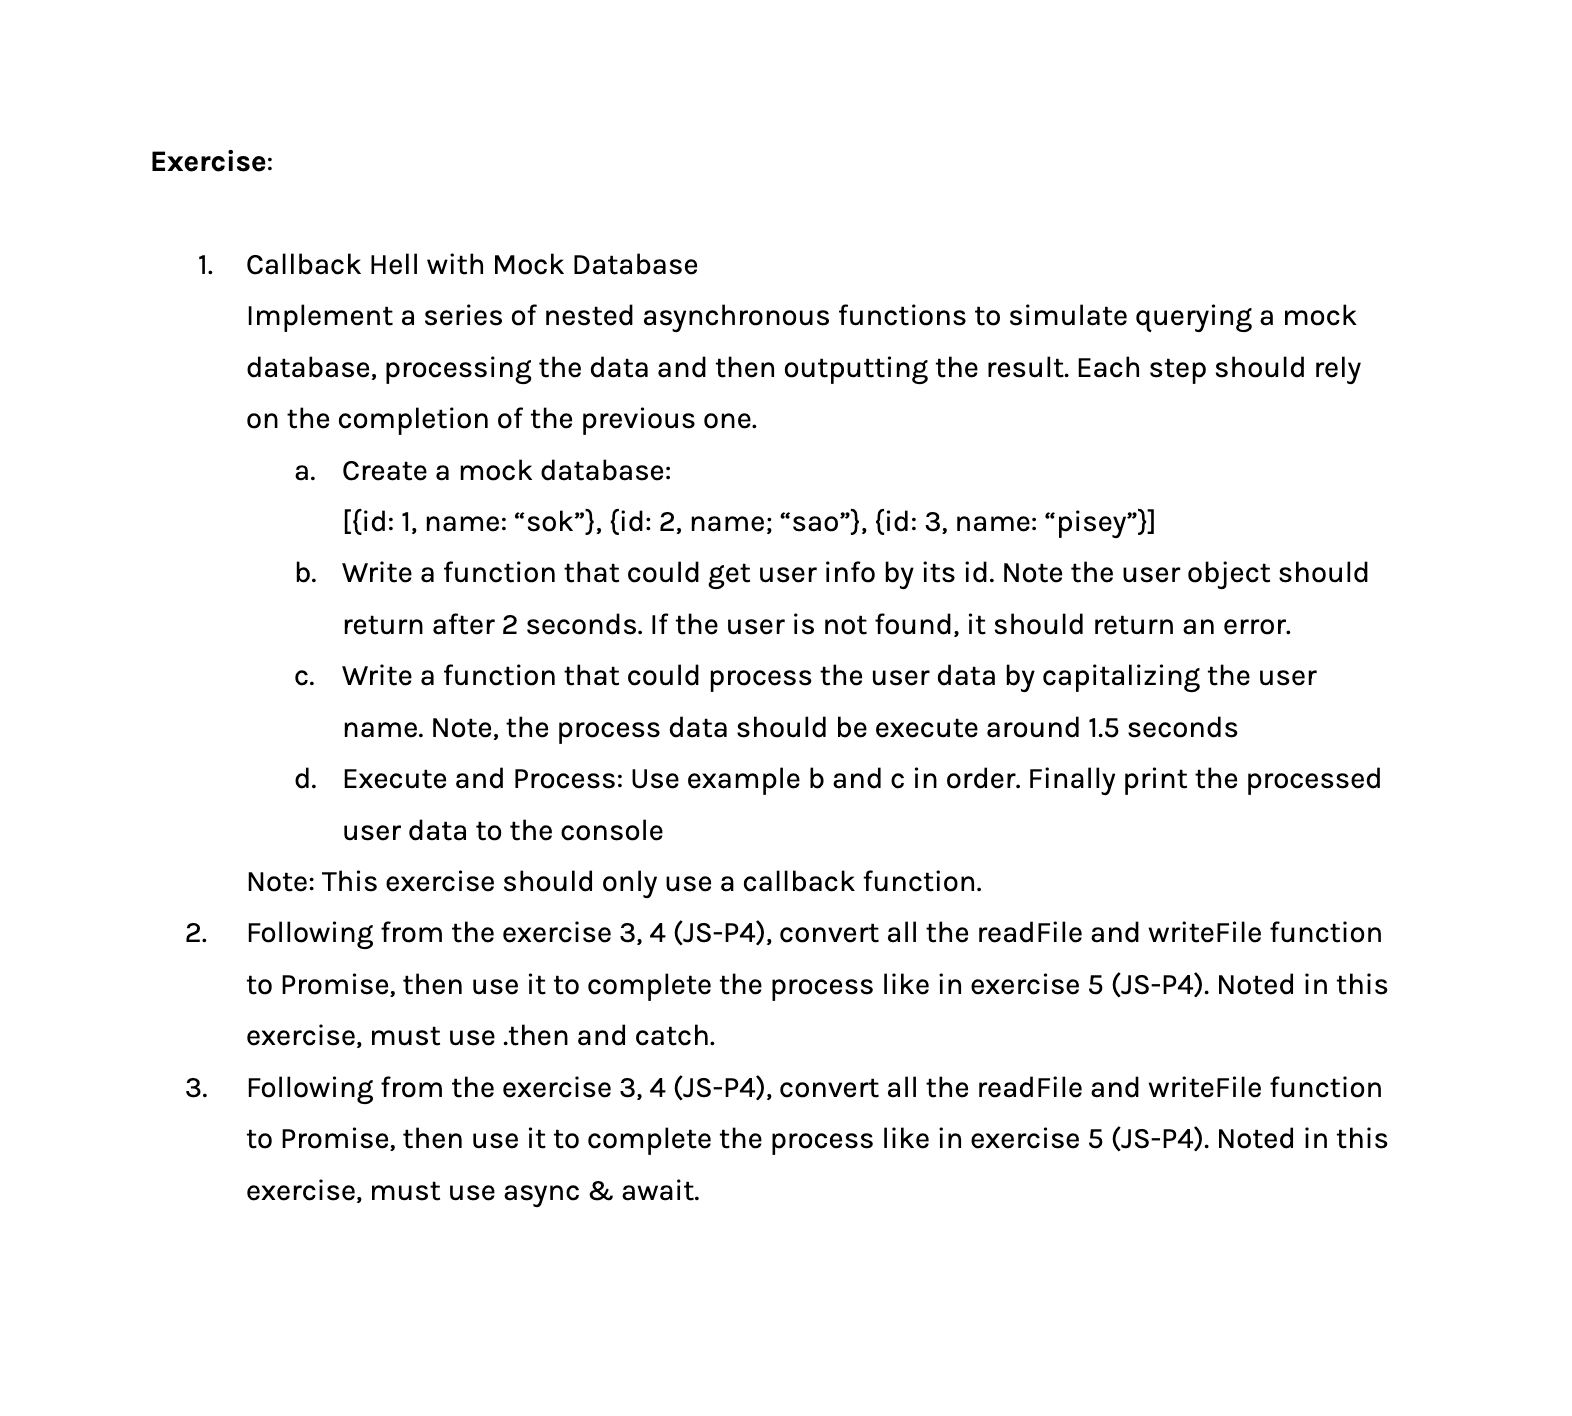 Exercise:
1. Callback Hell with Mock Database
Implement a series of nested asynchronous functions to simulate querying a mock
database, processing the data and then outputting the result. Each step should rely
on the completion of the previous one.
a. Create a mock database:
[{id: 1, name: “sok”}, {id: 2, name; “sao”}, {id: 3, name: “pisey”}]
b. Write a function that could get user info by its id. Note the user object should
return after 2 seconds. If the user is not found, it should return an error.
c. Write a function that could process the user data by capitalizing the user
name. Note, the process data should be execute around 1.5 seconds
d. Execute and Process: Use example b and c in order. Finally print the processed
user data to the console
Note: This exercise should only use a callback function.
2. Following from the exercise 3, 4 (JS-P4), convert all the readFile and writeFile function
to Promise, then use it to complete the process like in exercise 5 (JS-P4). Noted in this
exercise, must use .then and catch.
3. Following from the exercise 3, 4 (JS-P4), convert all the readFile and writeFile function
to Promise, then use it to complete the process like in exercise 5 (JS-P4). Noted in this
exercise, must use async & await.